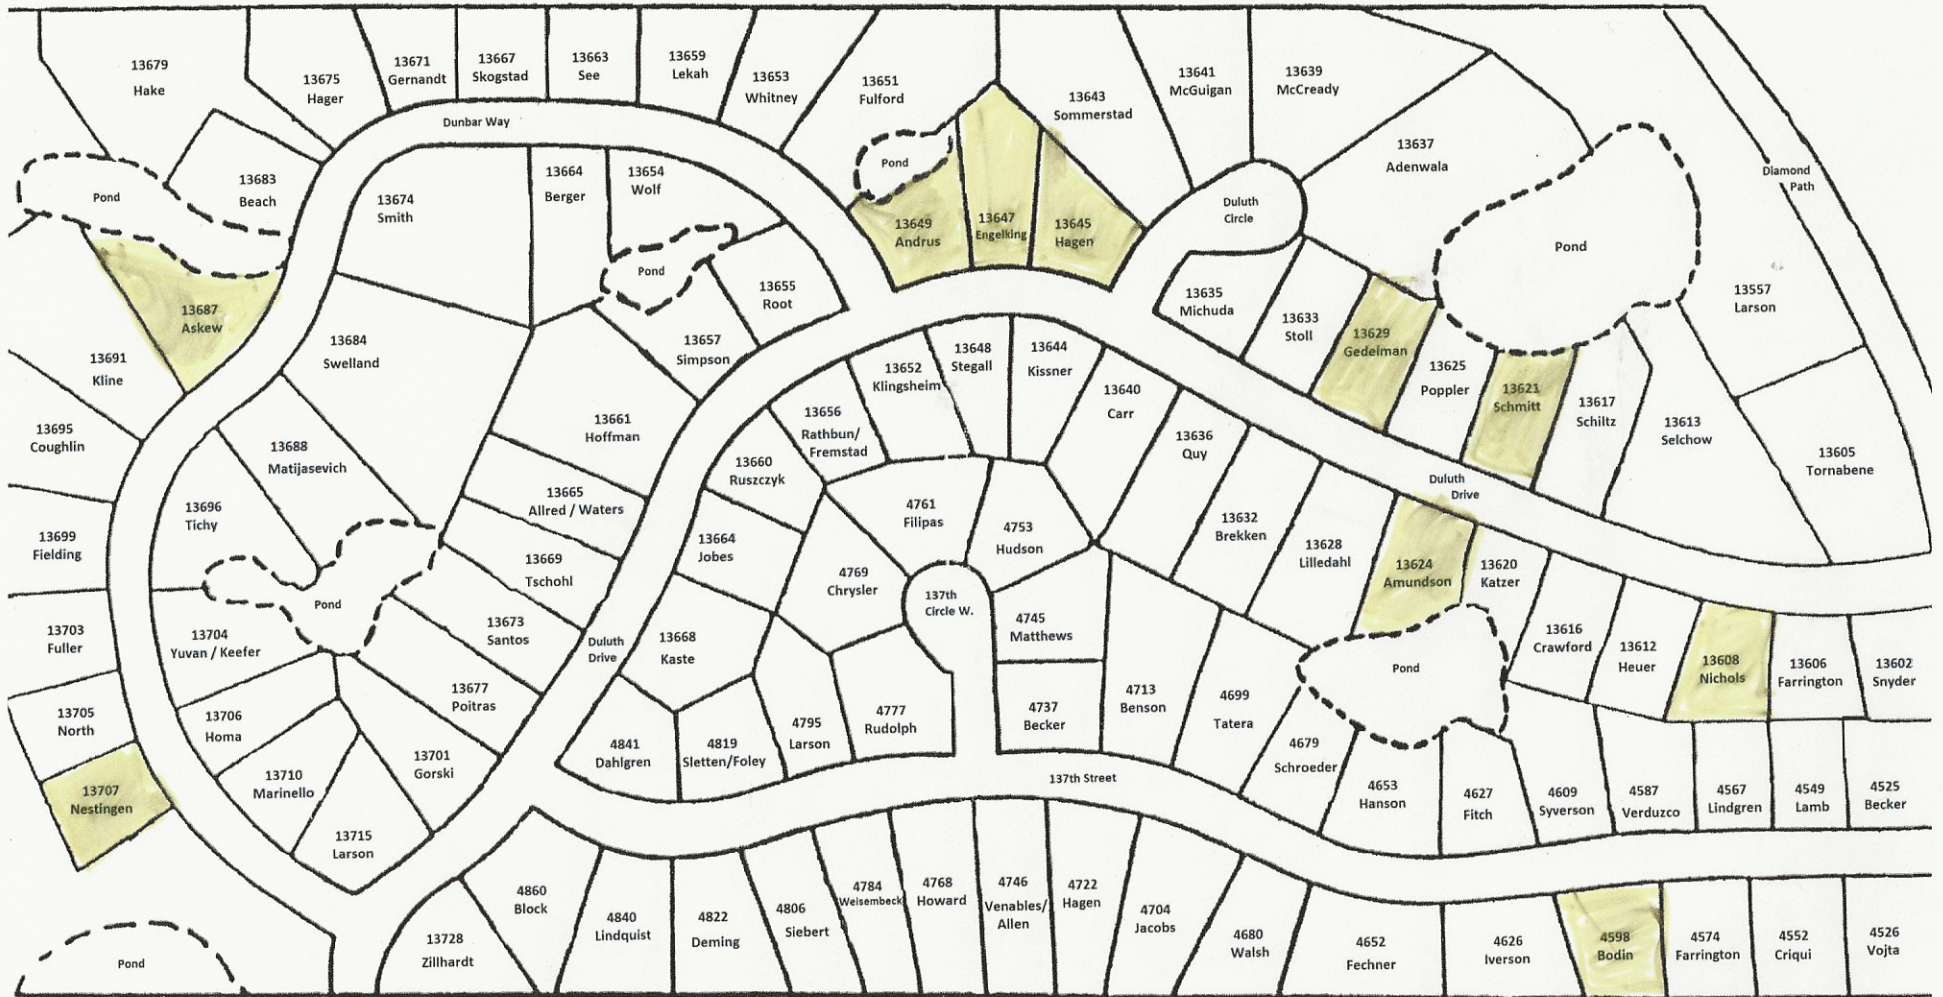 13679
Hake
13675
Hager
13671
Gernandt
13667
Skogstad
13663
See
13659
Lekah
13653
Whitney
13651
Fulford
13643
Sommerstad
13641
McGuigan
13639
McCready
13637
Adenwala
Diamond
Path
Dunbar Way
Pond
13683
Beach
13674
Smith
13664
Berger
13654
Wolf
Pond
13649
Andrus
13647
Engelking
13645
Hagen
Duluth
Circle
Pond
Pond
13655
Root
13635
Michuda
13633
Stoll
13629
Gedelman
13625
Poppler
13621
Schmitt
13617
Schiltz
13613
Selchow
13557
Larson
13605
Tornabene
13687
Askew
13691
Kline
13684
Swelland
13657
Simpson
13661
Hoffman
13652
Klingsheim
13648
Stegall
13644
Kissner
13640
Carr
13636
Quy
13656
Rathbun/
Fremstad
13695
Coughlin
13688
Matijasevich
13660
Ruszczyk
13665
Allred / Waters
4761
Filipas
4753
Hudson
13632
Brekken
13628
Lilledahl
Duluth
Drive
13624
Amundson
13620
Katzer
13696
Tichy
13699
Fielding
13669
Tschohl
13664
Jobes
4769
Chrysler
137th
Circle W.
4745
Matthews
Pond
13703
Fuller
13704
Yuvan / Keefer
13673
Santos
Duluth
Drive
13668
Kaste
Pond
13616
Crawford
13612
Heuer
13608
Nichols
13606
Farrington
13602
Snyder
13705
North
13706
Homa
13677
Poitras
4841
Dahlgren
4819
Sletten/Foley
4795
Larson
4777
Rudolph
4737
Becker
4713
Benson
4699
Tatera
4679
Schroeder
4653
Hanson
4627
Fitch
4609
Syverson
4587
Verduzco
4567
Lindgren
4549
Lamb
4525
Becker
13707
Nestingen
13710
Marinello
13701
Gorski
137th Street
13715
Larson
4860
Block
4840
Lindquist
4822
Deming
4806
Siebert
4784
Weisembeck
4768
Howard
4746
Venables/
Allen
4722
Hagen
4704
Jacobs
4680
Walsh
4652
Fechner
4626
Iverson
4598
Bodin
4574
Farrington
4552
Criqui
4526
Vojta
13728
Zillhardt
Pond